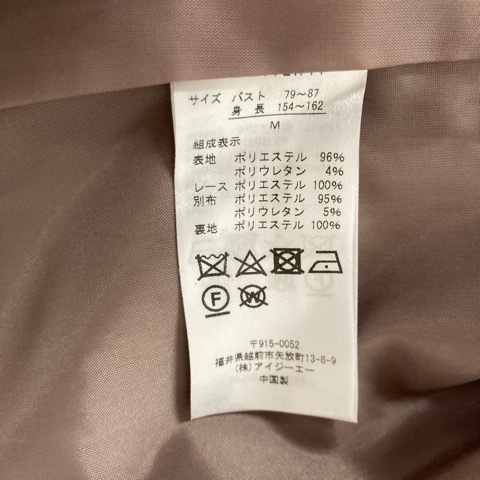 サイズ バスト 79～87
身 長 154～162
M
組成表示
表地 ポリエステル 96%
ポリウレタン 4%
レース ポリエステル 100%
別布 ポリエステル 95%
ポリウレタン 5%
裏地 ポリエステル 100%
F W
〒915-0052
福井県越前市矢放町13-8-9
(株)アイジーエー
中国製